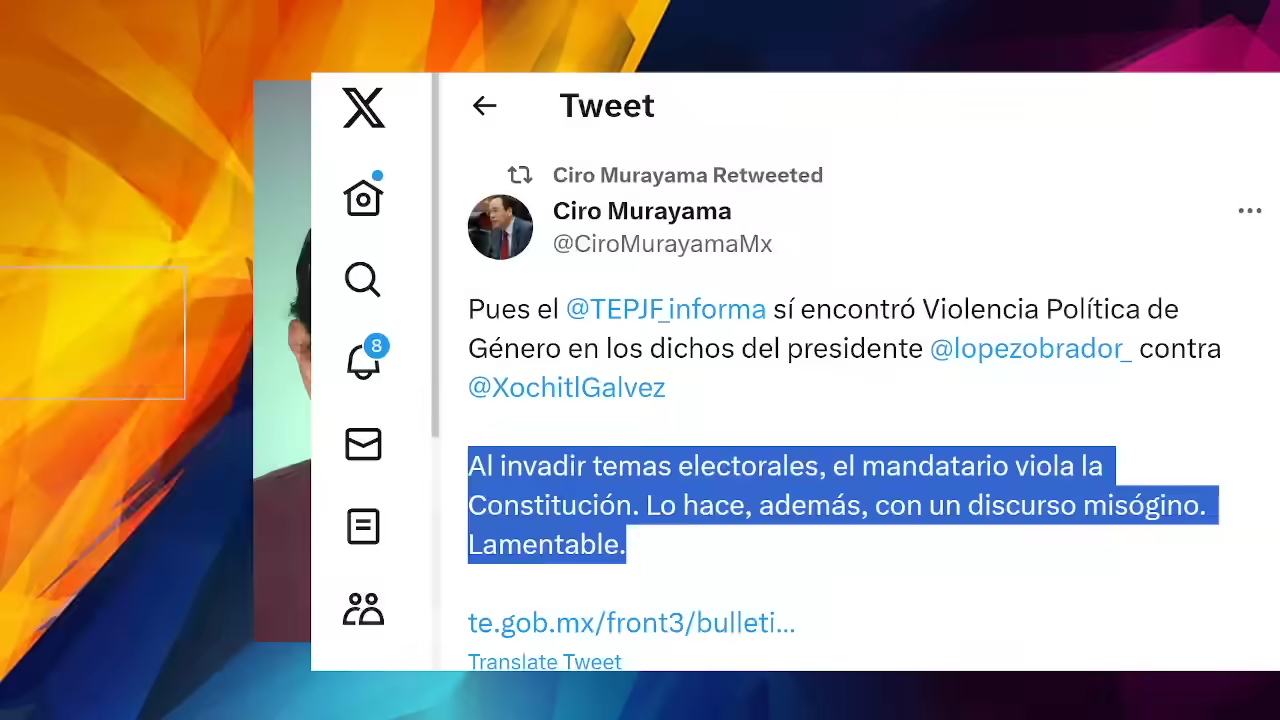 Tweet
Ciro Murayama Retweeted
Ciro Murayama
@CiroMurayamaMx
Pues el @TEPJF_informa sí encontró Violencia Política de
Género en los dichos del presidente @lopezobrador_ contra
@XochitlGalvez
8
Al invadir temas electorales, el mandatario viola la
Constitución. Lo hace, además, con un discurso misógino.
Lamentable.
te.gob.mx/front3/bulleti...
Translate Tweet